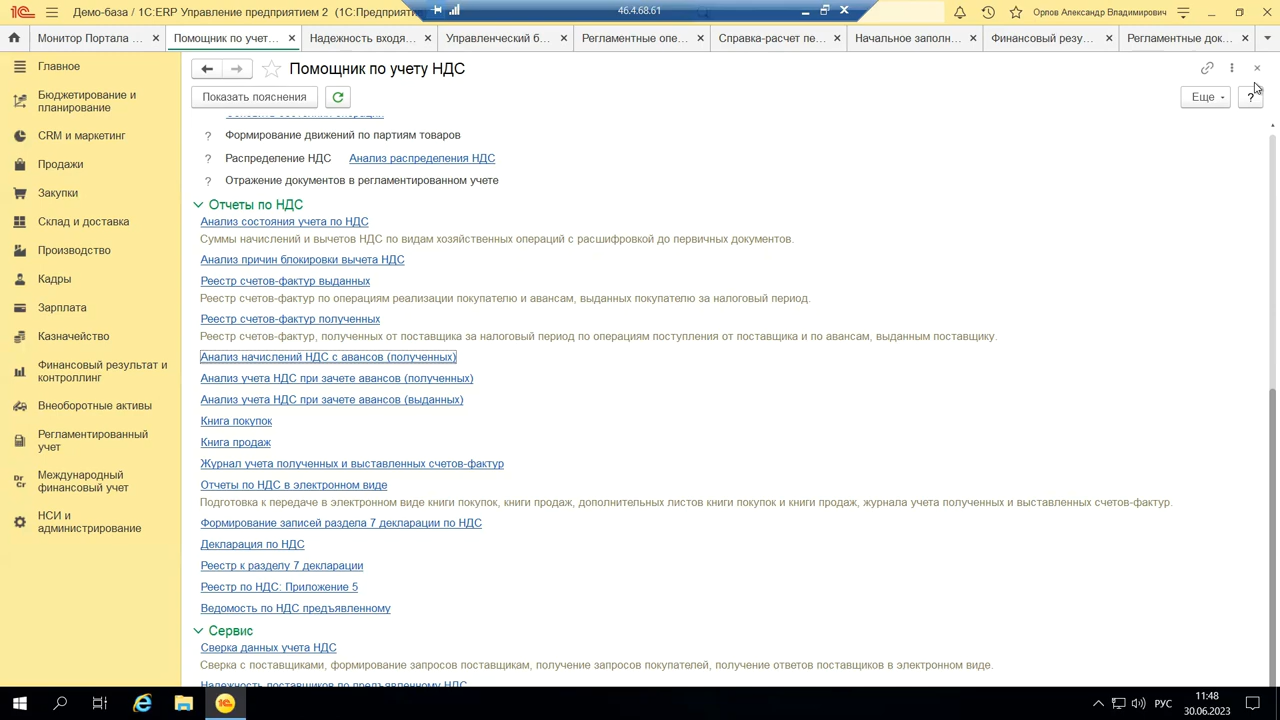 Демо-база / 1С:ERP Управление предприятием 2 (1С:Предприятие
46.4.68.61
Орлов Александр Владимирович
Монитор Портала ...
Помощник по учет...
Надежность входя...
Управленческий б...
Регламентные опе...
Справка-расчет пе...
Начальное заполн...
Финансовый резу...
Регламентные док...
Главное
Бюджетирование и
планирование
CRM и маркетинг
Продажи
Закупки
Склад и доставка
Производство
Кадры
Зарплата
Казначейство
Финансовый результат и
контроллинг
Внеоборотные активы
Регламентированный
учет
Международный
финансовый учет
НСИ и
администрирование
Помощник по учету НДС
Показать пояснения
Еще
?
? Формирование движений по партиям товаров
? Распределение НДС Анализ распределения НДС
? Отражение документов в регламентированном учете
Отчеты по НДС
Анализ состояния учета по НДС
Суммы начислений и вычетов НДС по видам хозяйственных операций с расшифровкой до первичных документов.
Анализ причин блокировки вычета НДС
Реестр счетов-фактур выданных
Реестр счетов-фактур по операциям реализации покупателю и авансам, выданных покупателю за налоговый период.
Реестр счетов-фактур полученных
Реестр счетов-фактур, полученных от поставщика за налоговый период по операциям поступления от поставщика и по авансам, выданным поставщику.
Анализ начислений НДС с авансов (полученных)
Анализ учета НДС при зачете авансов (полученных)
Анализ учета НДС при зачете авансов (выданных)
Книга покупок
Книга продаж
Журнал учета полученных и выставленных счетов-фактур
Отчеты по НДС в электронном виде
Подготовка к передаче в электронном виде книги покупок, книги продаж, дополнительных листов книги покупок и книги продаж, журнала учета полученных и выставленных счетов-фактур.
Формирование записей раздела 7 декларации по НДС
Декларация по НДС
Реестр к разделу 7 декларации
Реестр по НДС: Приложение 5
Ведомость по НДС предъявленному
Сервис
Сверка данных учета НДС
Сверка с поставщиками, формирование запросов поставщикам, получение запросов покупателей, получение ответов поставщиков в электронном виде.
Надежность поставщиков по предъявленному НДС
РУС
11:48
30.06.2023